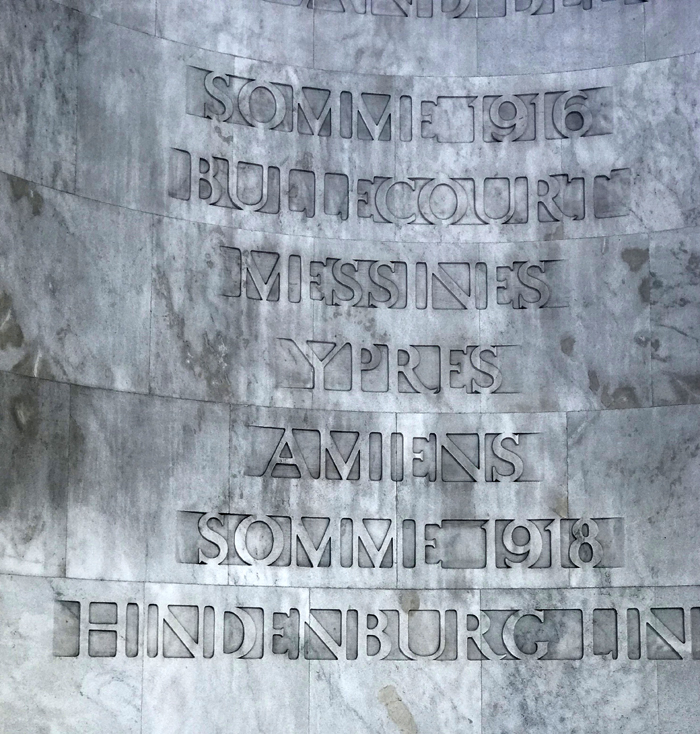 SOMME 1916
BULLECOURT
MESSINES
YPRES
AMIENS
SOMME 1918
HINDENBURG LIN